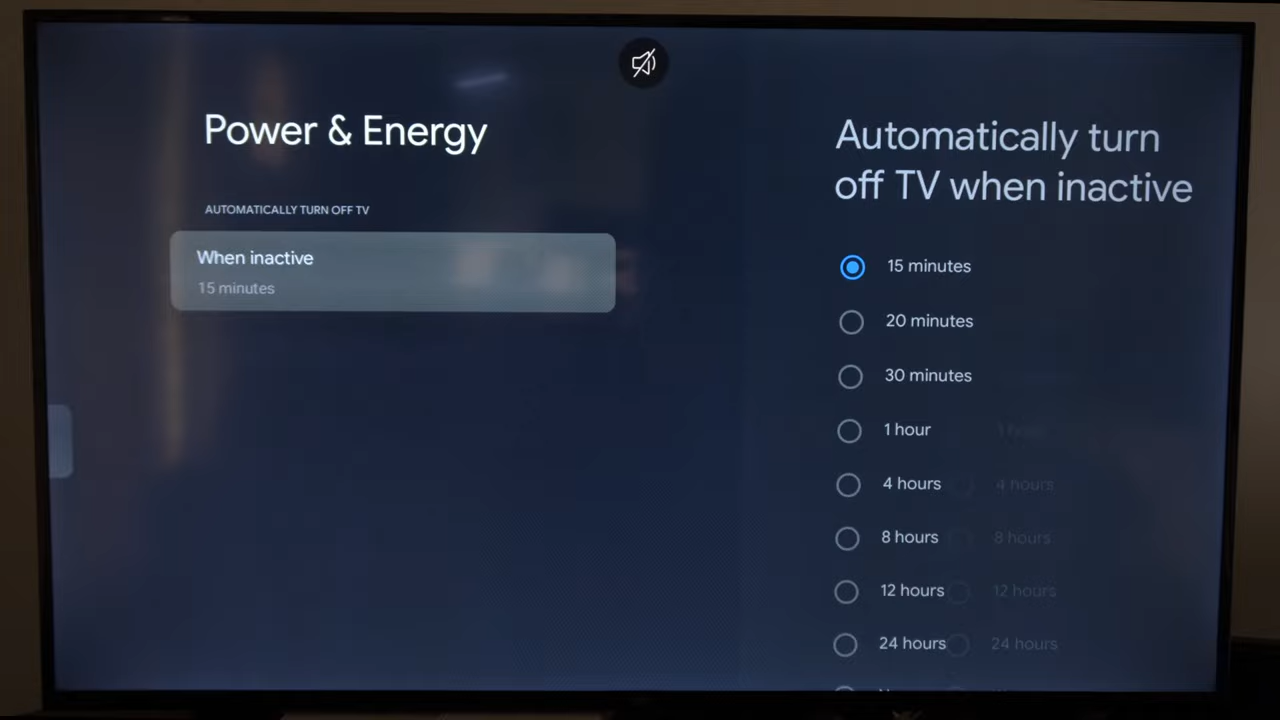 Power & Energy
AUTOMATICALLY TURN OFF TV
When inactive
15 minutes
Automatically turn
off TV when inactive
15 minutes
20 minutes
30 minutes
1 hour
4 hours
8 hours
12 hours
24 hours